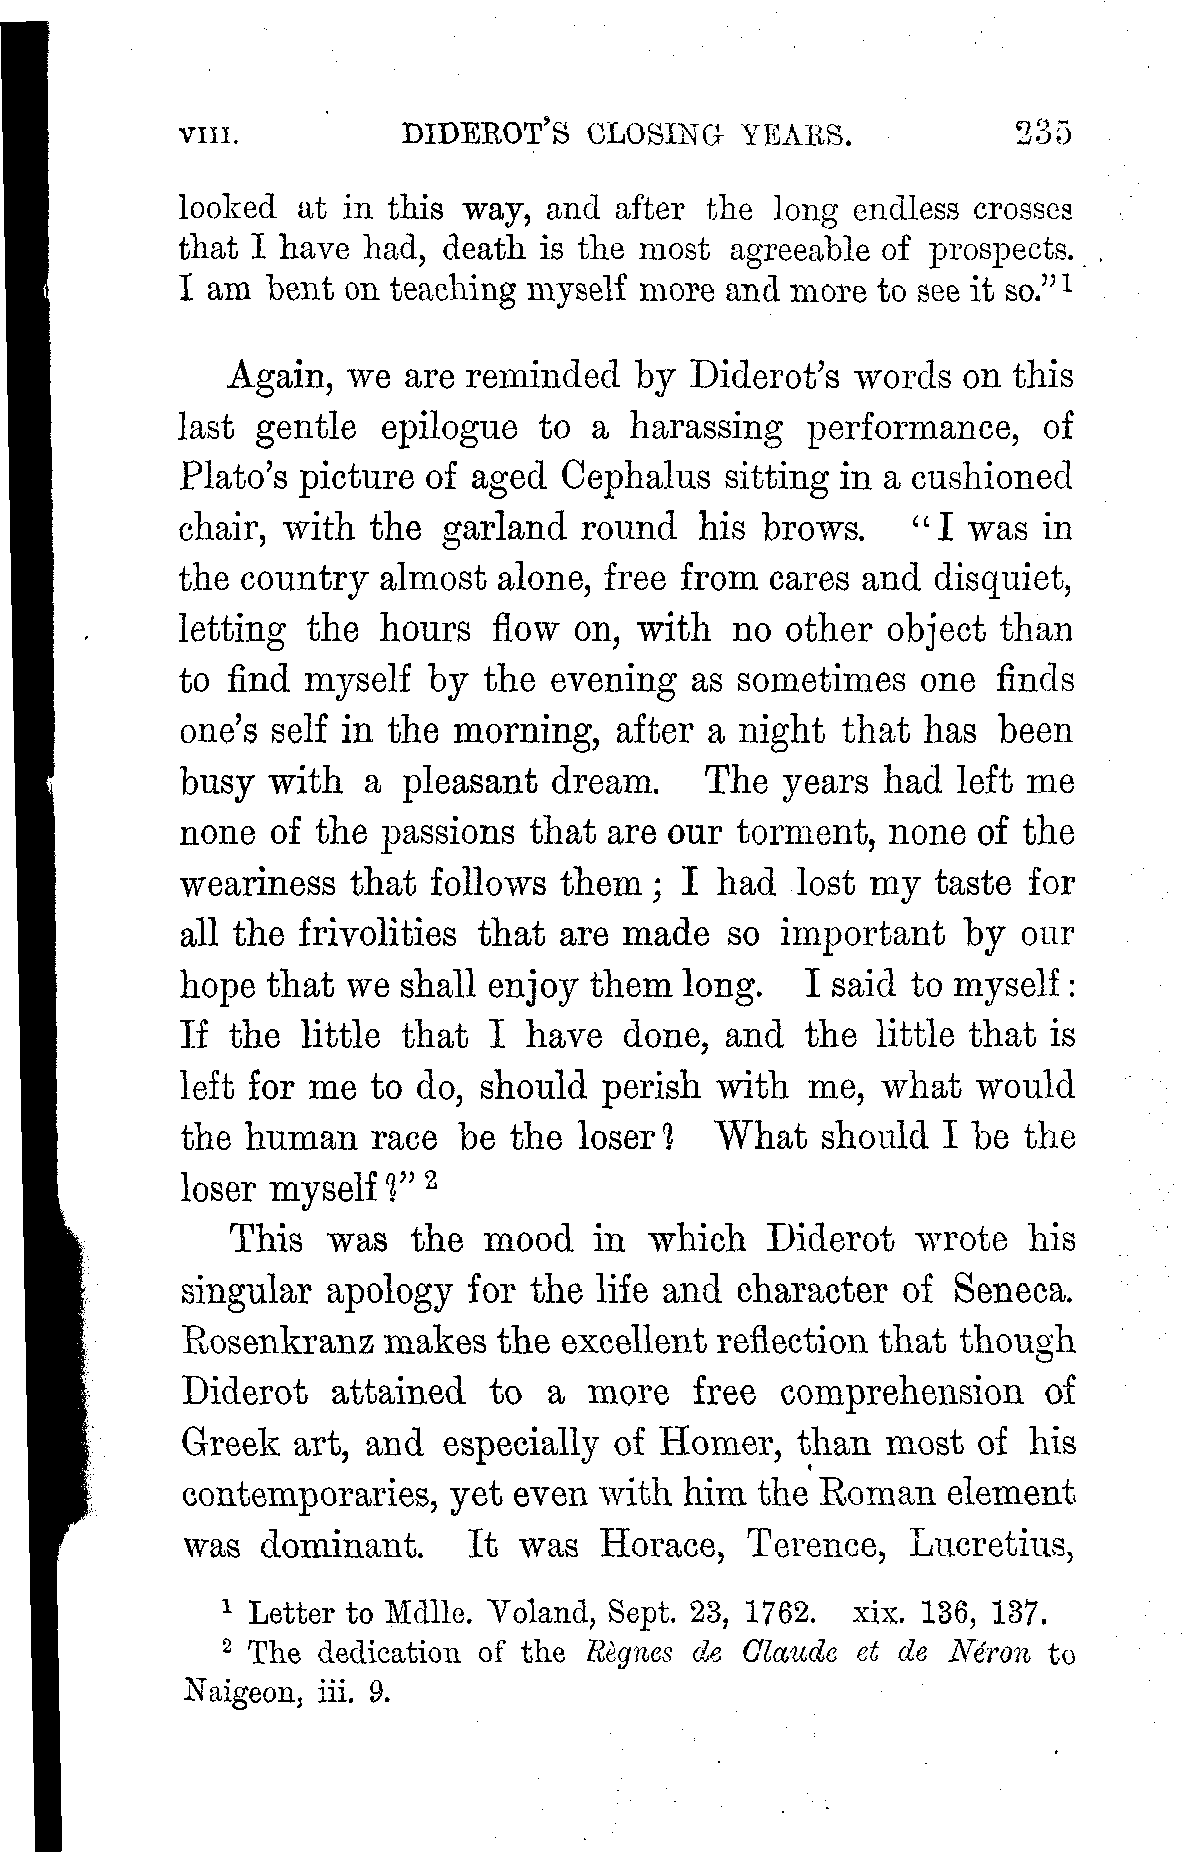 VIII. DIDEROT'S CLOSING YEARS. 235
looked at in this way, and after the long endless crosses
that I have had, death is the most agreeable of prospects.
I am bent on teaching myself more and more to see it so."1
Again, we are reminded by Diderot's words on this
last gentle epilogue to a harassing performance, of
Plato's picture of aged Cephalus sitting in a cushioned
chair, with the garland round his brows. "I was in
the country almost alone, free from cares and disquiet,
letting the hours flow on, with no other object than
to find myself by the evening as sometimes one finds
one's self in the morning, after a night that has been
busy with a pleasant dream. The years had left me
none of the passions that are our torment, none of the
weariness that follows them; I had lost my taste for
all the frivolities that are made so important by our
hope that we shall enjoy them long. I said to myself:
If the little that I have done, and the little that is
left for me to do, should perish with me, what would
the human race be the loser? What should I be the
loser myself?" 2
This was the mood in which Diderot wrote his
singular apology for the life and character of Seneca.
Rosenkranz makes the excellent reflection that though
Diderot attained to a more free comprehension of
Greek art, and especially of Homer, than most of his
contemporaries, yet even with him the Roman element
was dominant. It was Horace, Terence, Lucretius,
1 Letter to Mdlle. Voland, Sept. 23, 1762. xix. 136, 137.
2 The dedication of the Règnes de Claude et de Néron to
Naigeon, iii. 9.